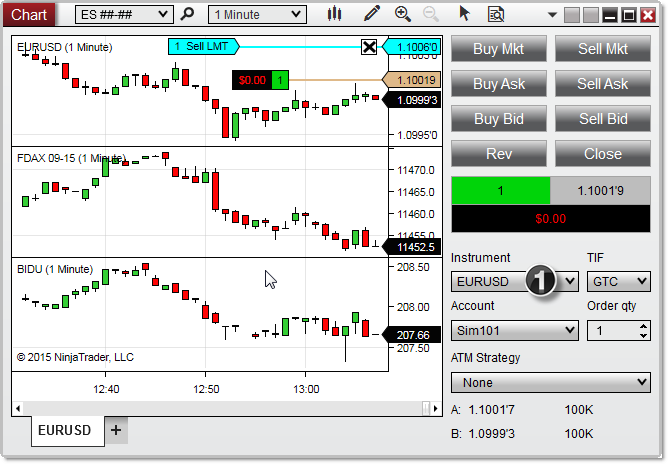 Chart ES ##-## 1 Minute
EURUSD (1 Minute)
1 Sell LMT
1.1006'0
$0.00 1
1.10019
1.0999'3
1.0995'0
FDAX 09-15 (1 Minute)
11470.0
11465.0
11460.0
11455.0
11452.5
BIDU (1 Minute)
208.50
208.00
207.66
207.50
© 2015 NinjaTrader, LLC
12:40 12:50 13:00
EURUSD +
Buy Mkt Sell Mkt
Buy Ask Sell Ask
Buy Bid Sell Bid
Rev Close
1 1.1001'9
$0.00
Instrument TIF
EURUSD 1 GTC
Account Order qty
Sim101 1
ATM Strategy
None
A: 1.1001'7 100K
B: 1.0999'3 100K